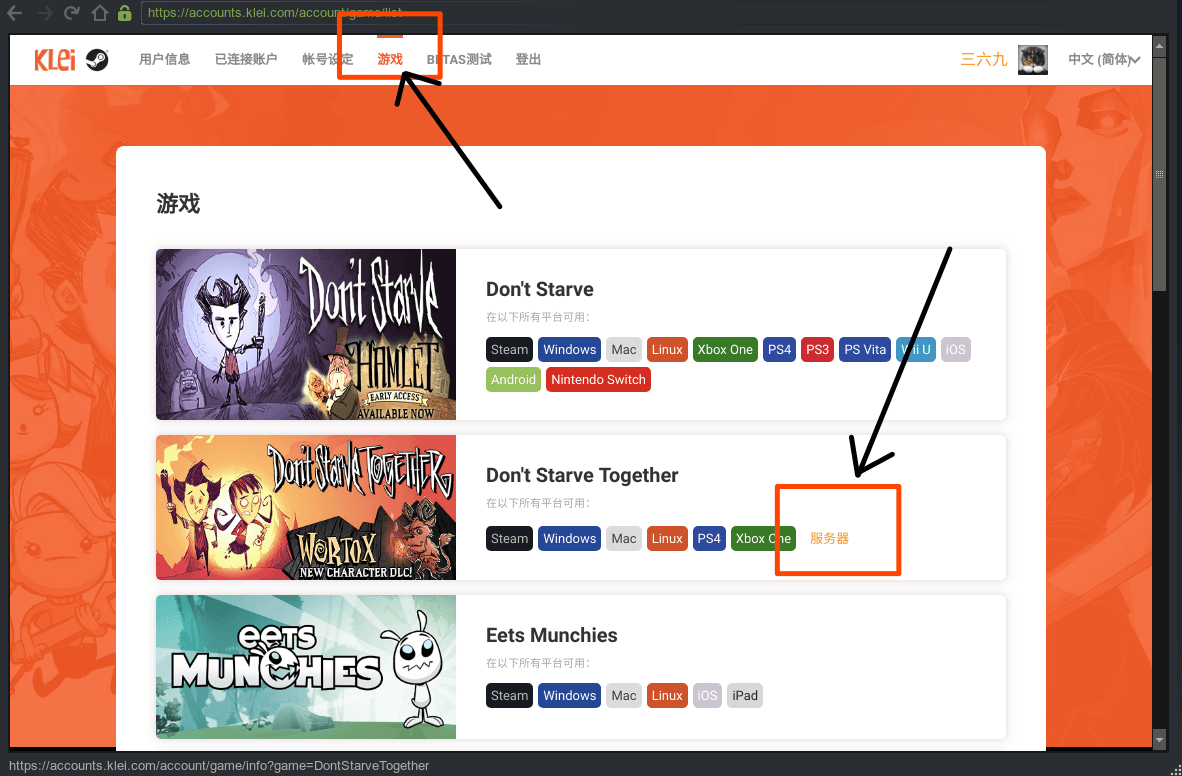 https://accounts.klei.com/account/game/list
KLei 用户信息 已连接账户 帐号设定 游戏 BETAS测试 登出 三六九 中文 (简体)
游戏
DON'T STARVE
HAMLET
EARLY ACCESS
AVAILABLE NOW
Don't Starve
在以下所有平台可用：
Steam Windows Mac Linux Xbox One PS4 PS3 PS Vita Wii U iOS
Android Nintendo Switch
DON'T STARVE TOGETHER
WORTOX
NEW CHARACTER DLC!
Don't Starve Together
在以下所有平台可用：
Steam Windows Mac Linux PS4 Xbox One 服务器
eeTS
MUNCHIES
Eets Munchies
在以下所有平台可用：
Steam Windows Mac Linux iOS iPad
https://accounts.klei.com/account/game/info?game=DontStarveTogether